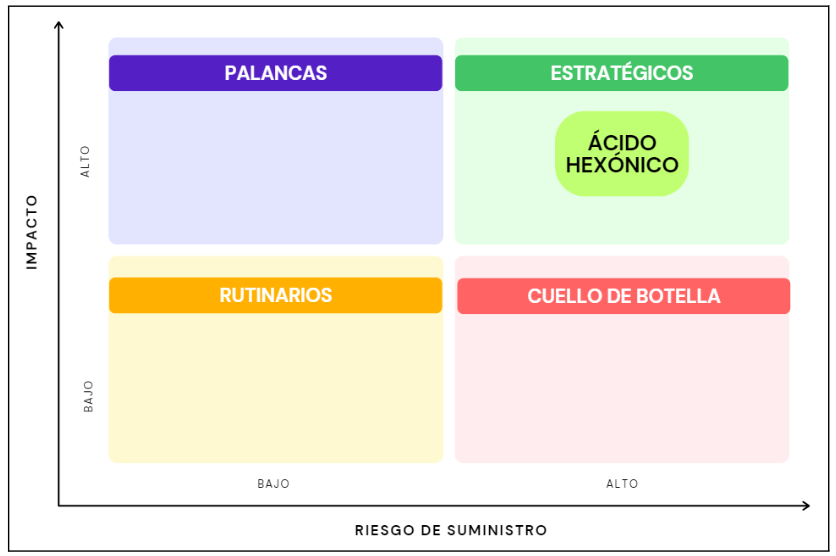 PALANCAS
ESTRATÉGICOS
ÁCIDO
HEXÓNICO
ALTO
IMPACTO
RUTINARIOS
CUELLO DE BOTELLA
BAJO
BAJO
ALTO
RIESGO DE SUMINISTRO